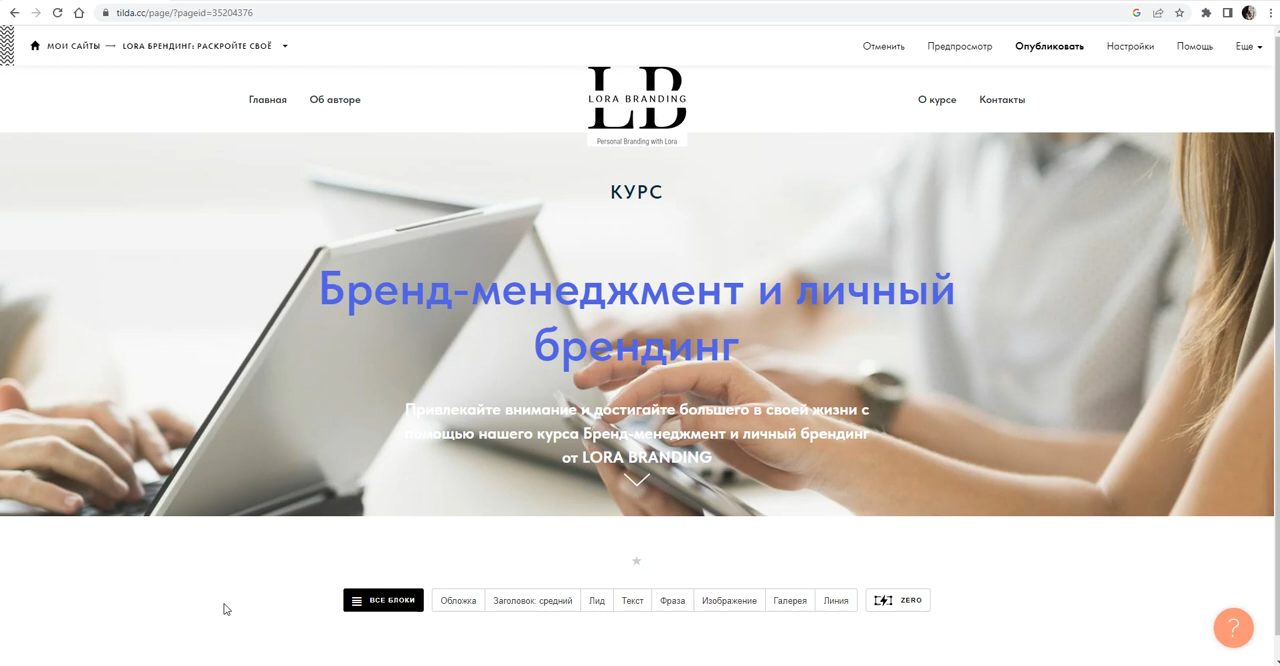 tilda.cc/page/?pageid=35204376
МОИ САЙТЫ — LORA БРЕНДИНГ: РАСКРОЙТЕ СВОЁ
Отменить Предпросмотр Опубликовать Настройки Помощь Еще
Главная Об авторе
LB
LORA BRANDING
Personal Branding with Lora
О курсе Контакты
КУРС
Бренд-менеджмент и личный
брендинг
Привлекайте внимание и достигайте большего в своей жизни с
помощью нашего курса Бренд-менеджмент и личный брендинг
от LORA BRANDING
ВСЕ БЛОКИ Обложка Заголовок: средний Лид Текст Фраза Изображение Галерея Линия ZERO
?